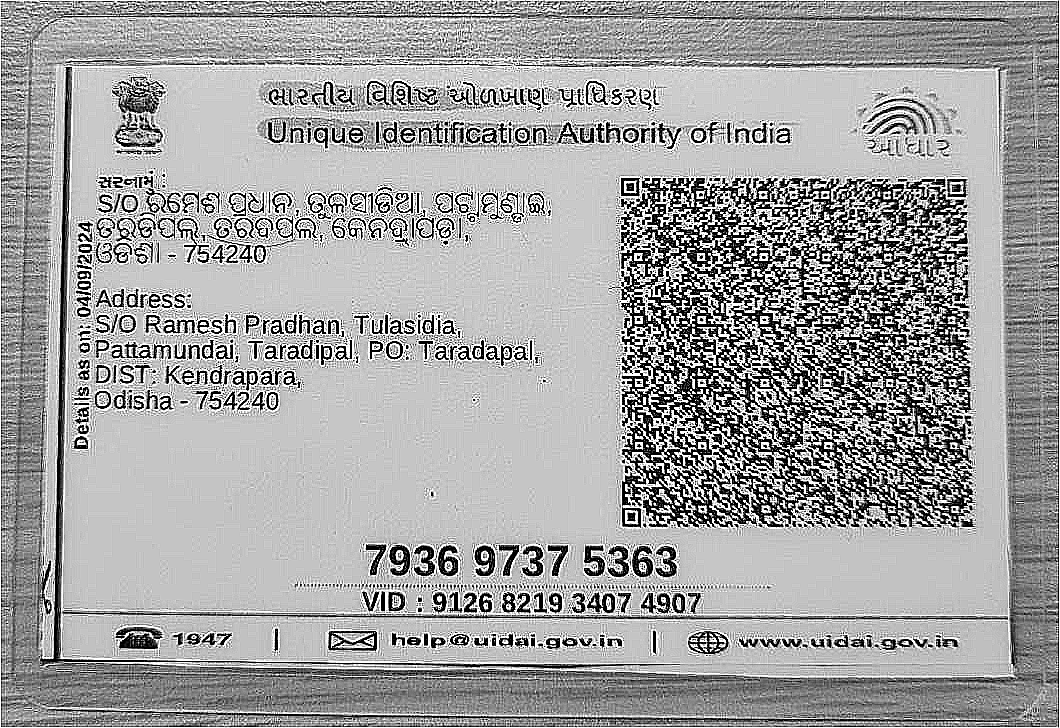 ભારતીય વિશિષ્ટ ઓળખાણ પ્રાધિકરણ
Unique Identification Authority of India
આધાર
સરનામું :
S/O ରମେଶ ପ୍ରଧାନ, ତୁଳସୀଡିଆ, ପଟ୍ଟାମୁଣ୍ଡାଇ,
ତରଡିପଲ, ତରଦପଲ, କେନ୍ଦ୍ରାପଡ଼ା,
ଓଡିଶା - 754240
Address:
S/O Ramesh Pradhan, Tulasidia,
Pattamundai, Taradipal, PO: Taradapal,
DIST: Kendrapara,
Odisha - 754240
Details as on: 04/09/2024
7936 9737 5363
VID : 9126 8219 3407 4907
1947 | help@uidai.gov.in | www.uidai.gov.in